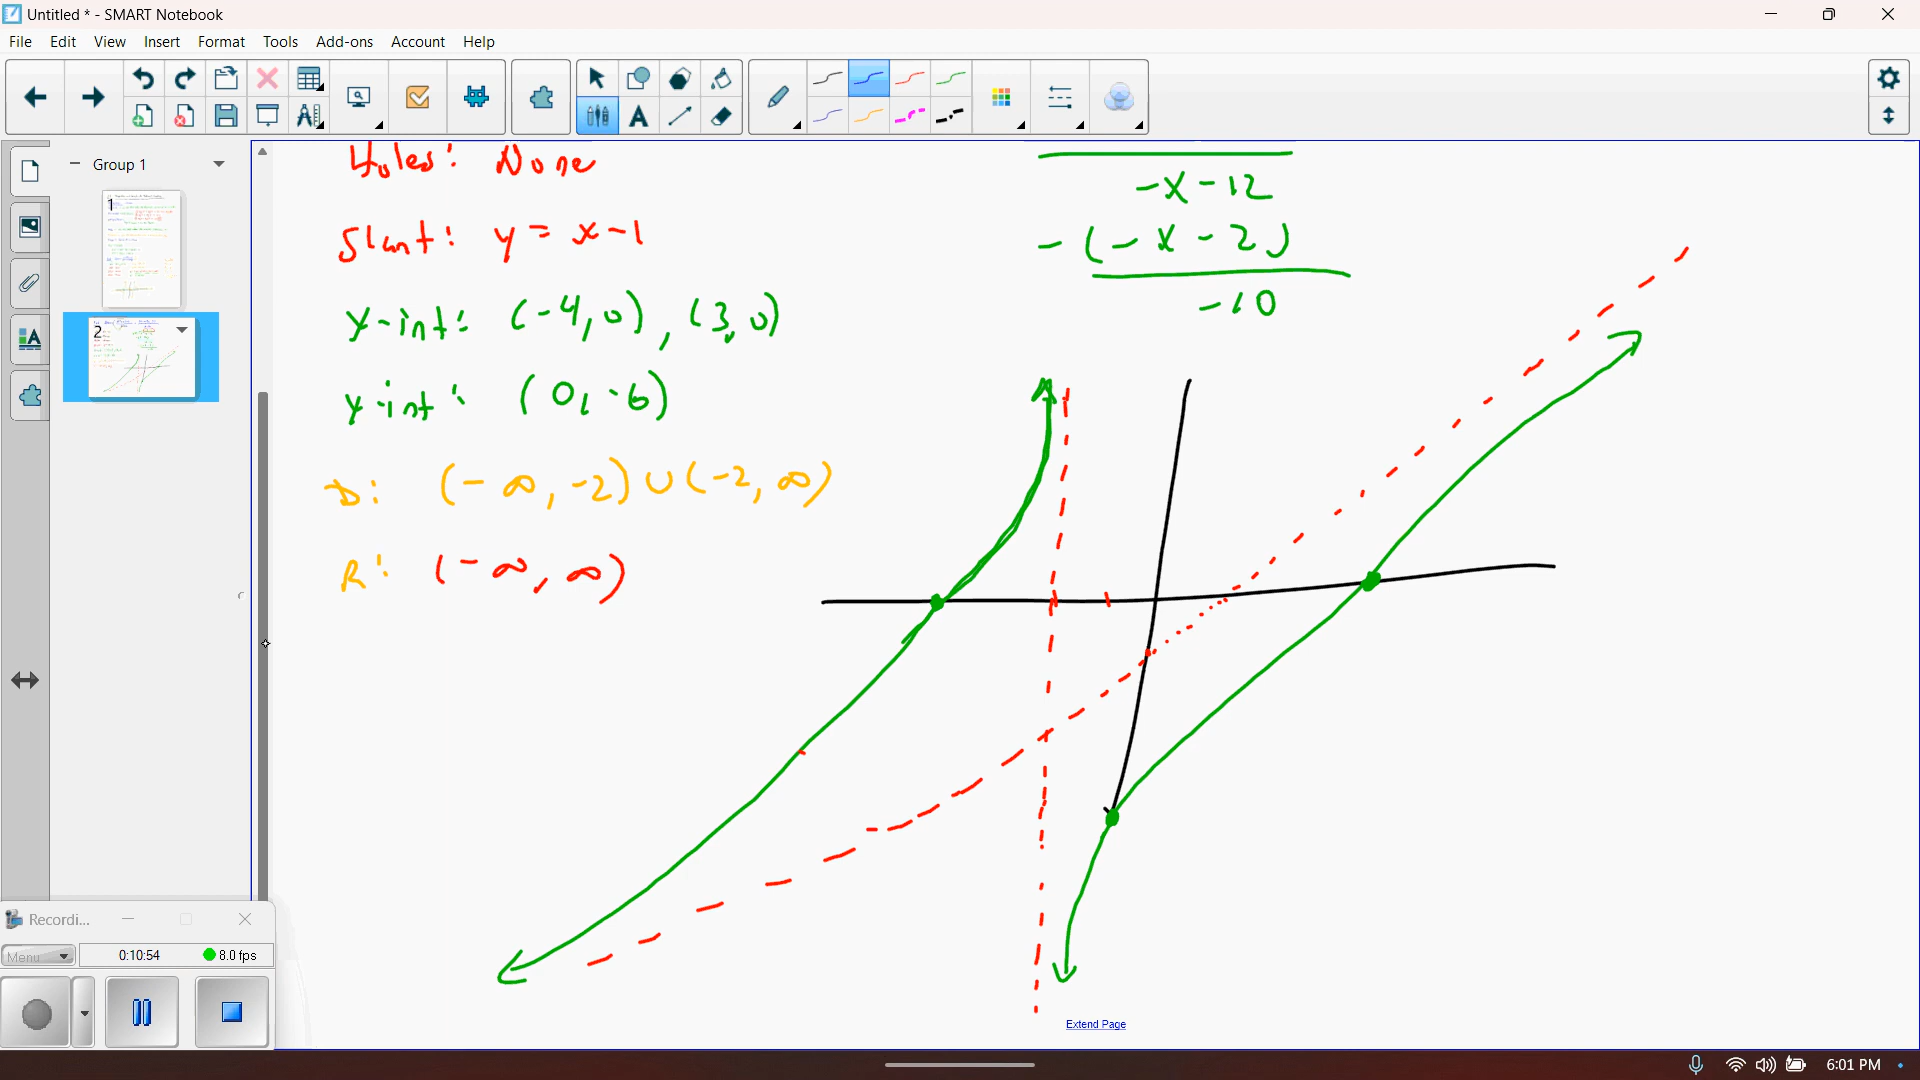 Untitled * - SMART Notebook
File Edit View Insert Format Tools Add-ons Account Help
Group 1
1
2
Holes: None
Slant: y = x-1
x-int: (-4,0), (3,0)
y-int: (0,-6)
D: (-∞,-2)∪(-2,∞)
R: (-∞,∞)
-x-12
-(-x-2)
-10
Extend Page
Recordi...
Menu 0:10:54 8.0 fps
6:01 PM